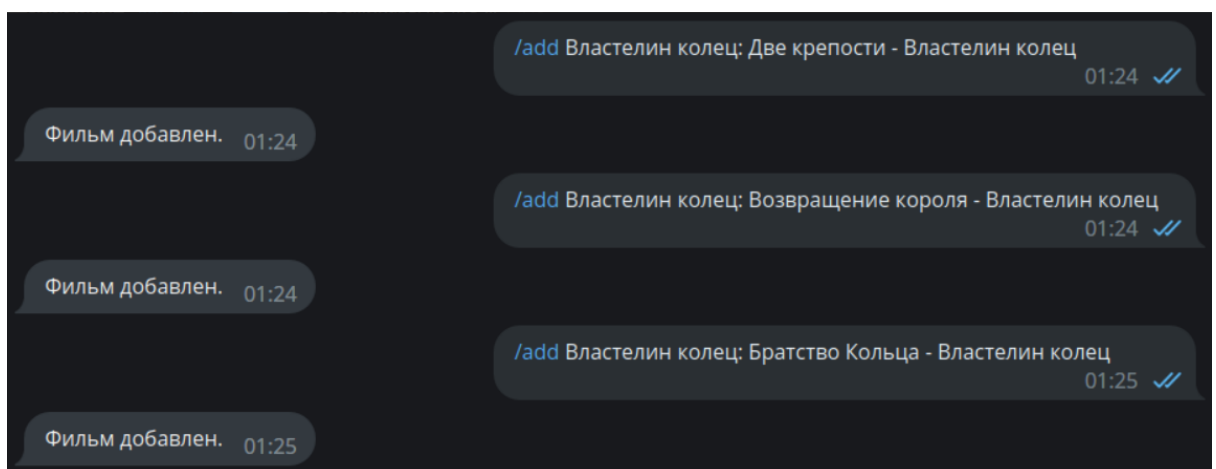 /add Властелин колец: Две крепости - Властелин колец
01:24
Фильм добавлен. 01:24
/add Властелин колец: Возвращение короля - Властелин колец
01:24
Фильм добавлен. 01:24
/add Властелин колец: Братство Кольца - Властелин колец
01:25
Фильм добавлен. 01:25